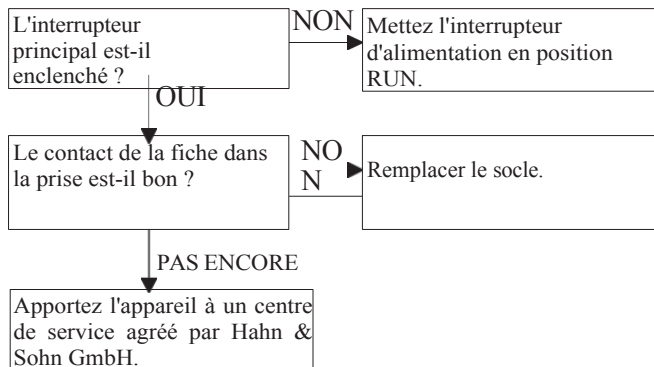 L'interrupteur
principal est-il
enclenché ?
NON
Mettez l'interrupteur
d'alimentation en position
RUN.
OUI
Le contact de la fiche dans
la prise est-il bon ?
NO
N
Remplacer le socle.
PAS ENCORE
Apportez l'appareil à un centre
de service agréé par Hahn &
Sohn GmbH.